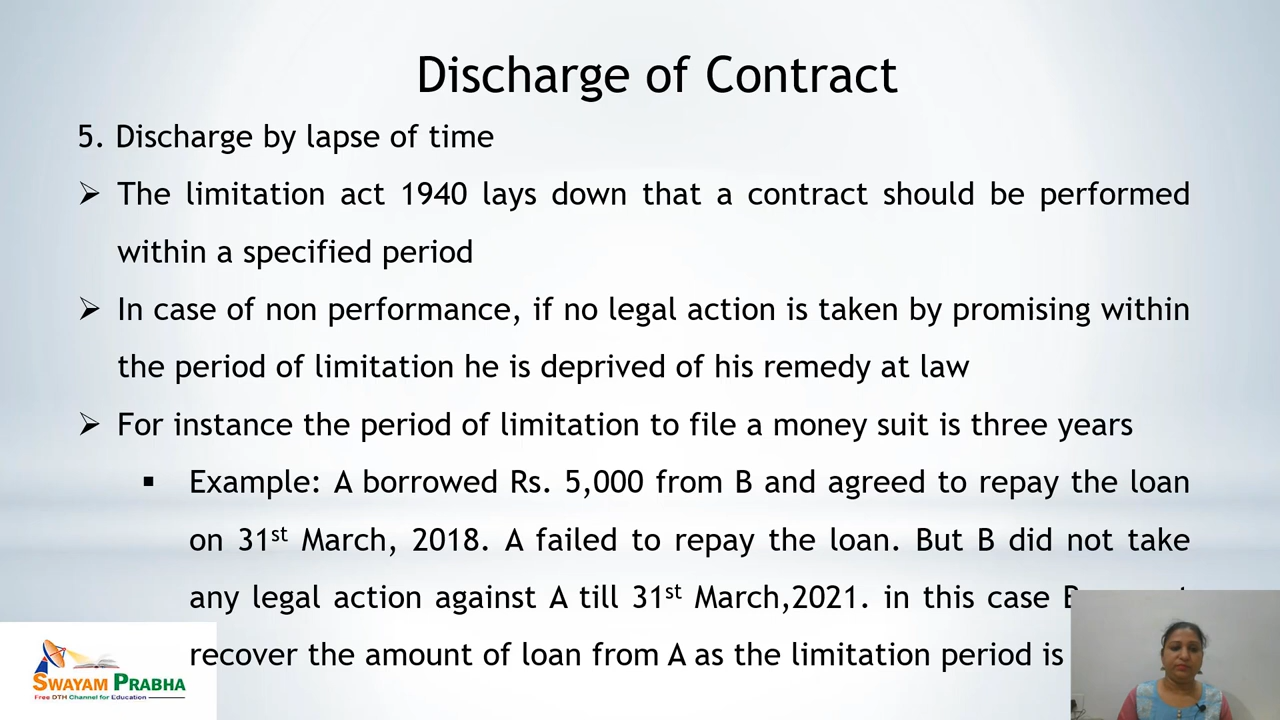 Discharge of Contract
5. Discharge by lapse of time
➢ The limitation act 1940 lays down that a contract should be performed
within a specified period
➢ In case of non performance, if no legal action is taken by promising within
the period of limitation he is deprived of his remedy at law
➢ For instance the period of limitation to file a money suit is three years
▪ Example: A borrowed Rs. 5,000 from B and agreed to repay the loan
on 31st March, 2018. A failed to repay the loan. But B did not take
any legal action against A till 31st March,2021. in this case B
recover the amount of loan from A as the limitation period is
SWAYAM PRABHA
Free DTH Channel for Education